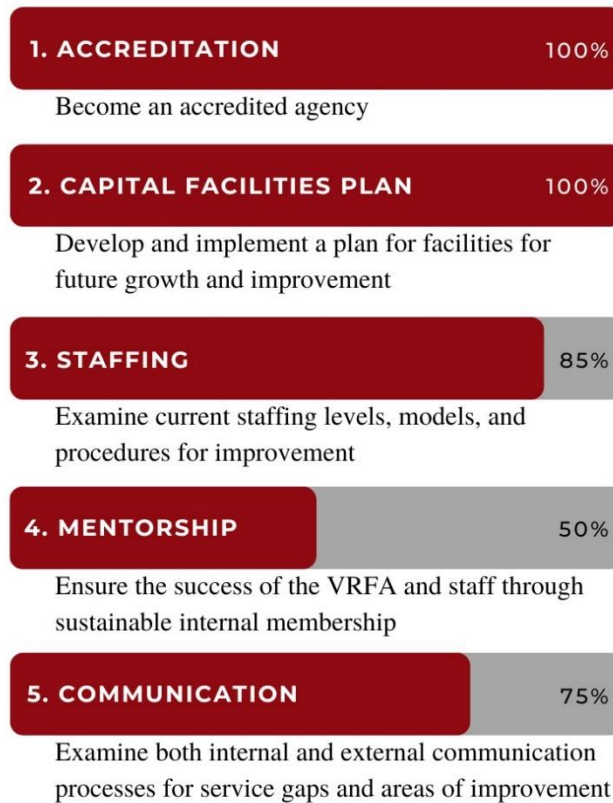 1. ACCREDITATION 100%
Become an accredited agency
2. CAPITAL FACILITIES PLAN 100%
Develop and implement a plan for facilities for
future growth and improvement
3. STAFFING 85%
Examine current staffing levels, models, and
procedures for improvement
4. MENTORSHIP 50%
Ensure the success of the VRFA and staff through
sustainable internal membership
5. COMMUNICATION 75%
Examine both internal and external communication
processes for service gaps and areas of improvement